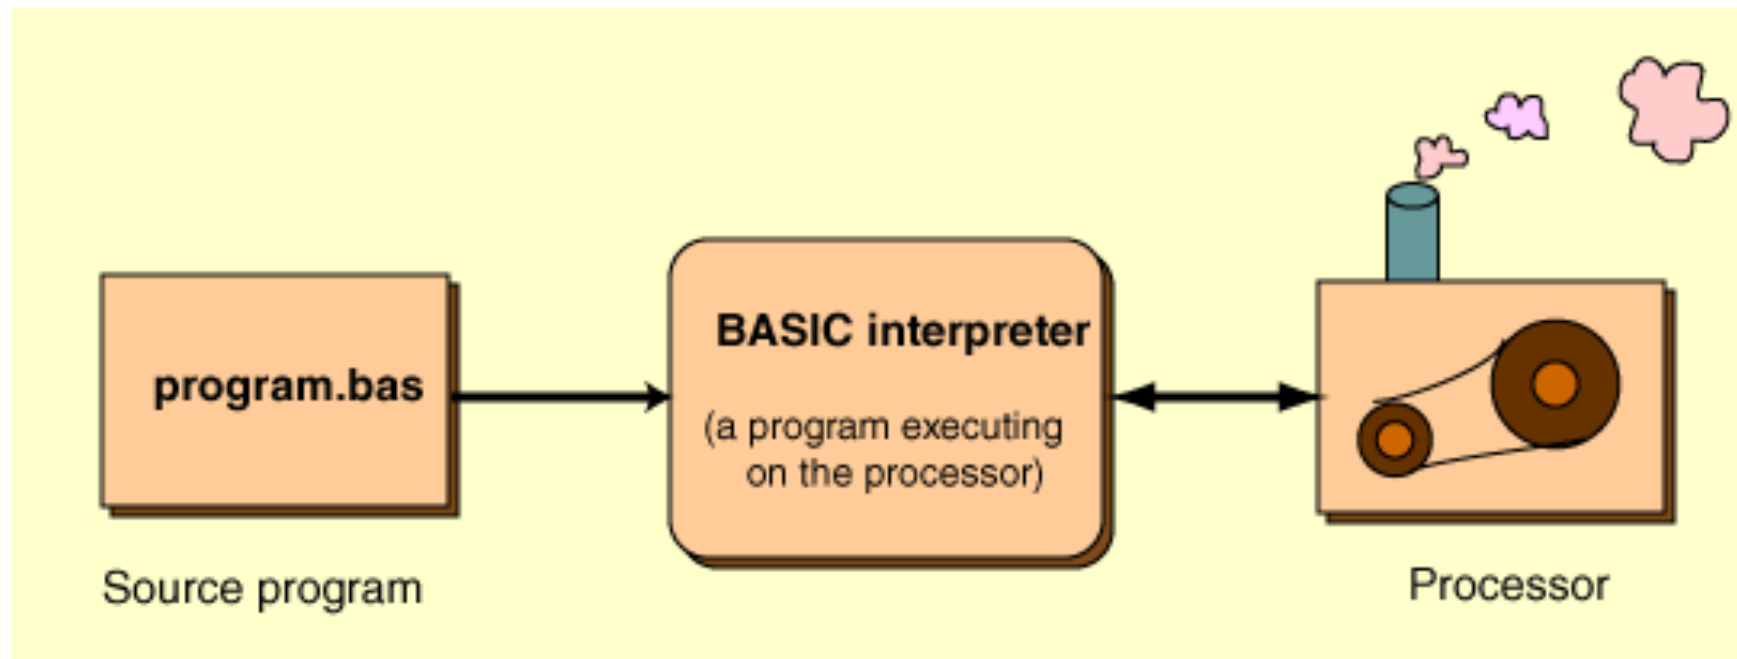 program.bas
Source program
BASIC interpreter
(a program executing
on the processor)
Processor